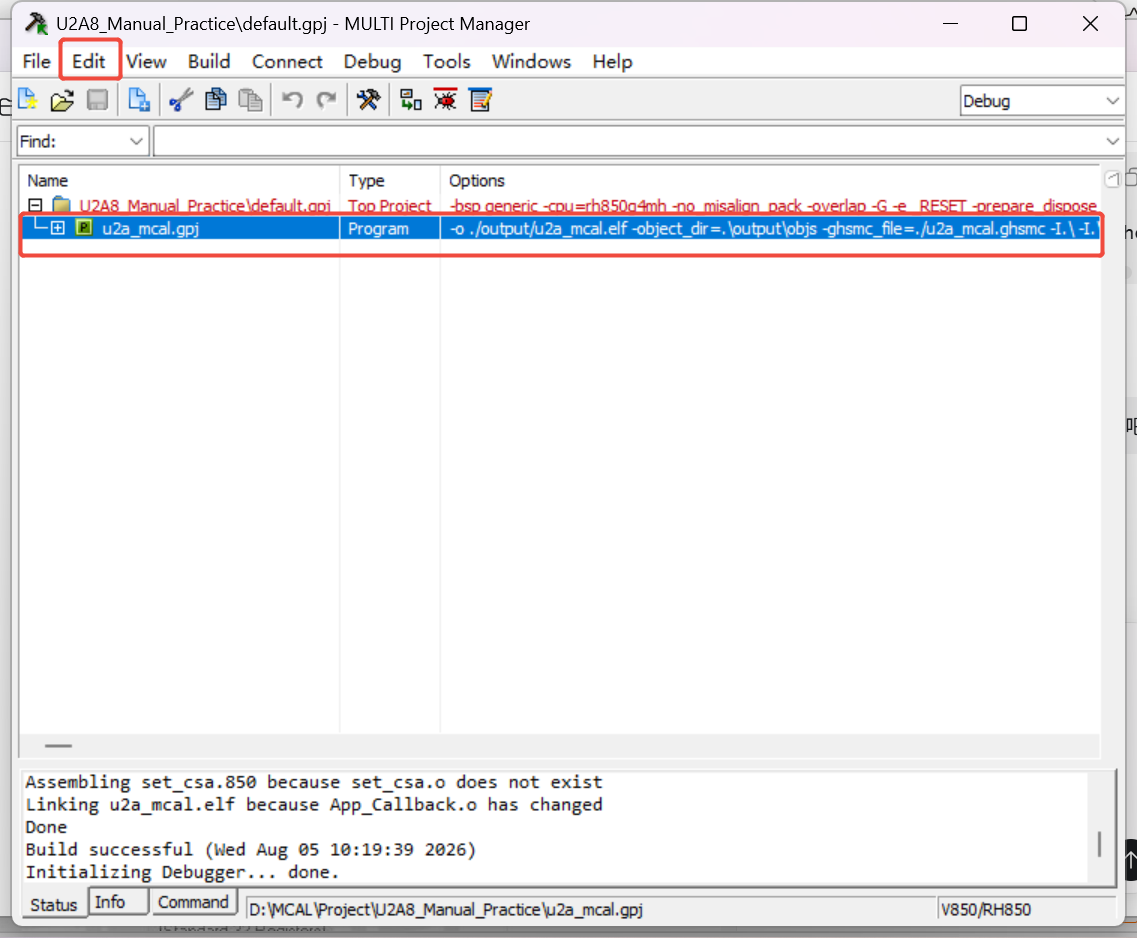 U2A8_Manual_Practice\default.gpj - MULTI Project Manager
File Edit View Build Connect Debug Tools Windows Help
Debug
Find:
Name Type Options
U2A8_Manual_Practice\default.gpj Top Project -bsp generic -cpu=rh850g4mh -no_misalign_pack -overlap -G -e _RESET -prepare_dispose
u2a_mcal.gpj Program -o ./output/u2a_mcal.elf -object_dir=.\output\objs -ghsmc_file=./u2a_mcal.ghsmc -I.\ -I.\
Assembling set_csa.850 because set_csa.o does not exist
Linking u2a_mcal.elf because App_Callback.o has changed
Done
Build successful (Wed Aug 05 10:19:39 2026)
Initializing Debugger... done.
Status Info Command D:\MCAL\Project\U2A8_Manual_Practice\u2a_mcal.gpj V850/RH850